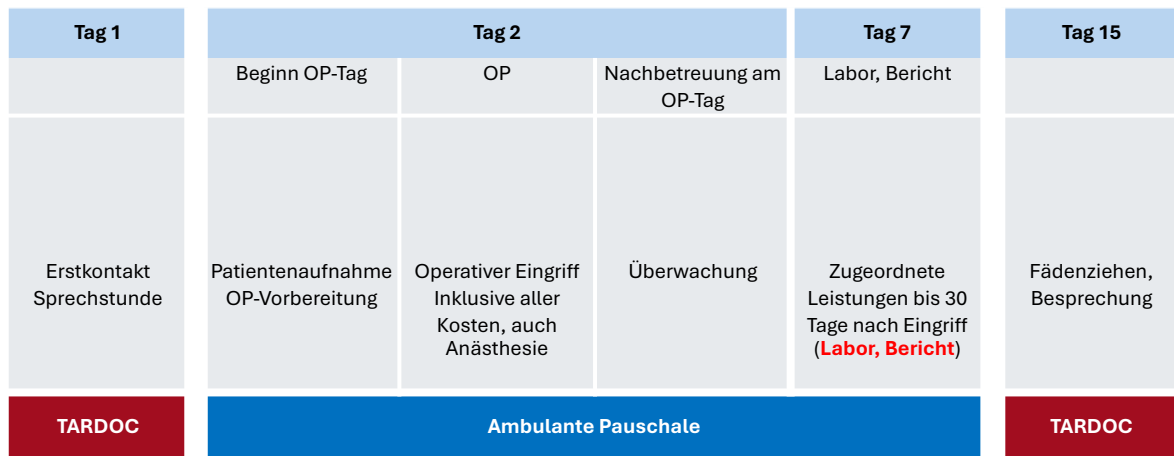 Tag 1
Tag 2
Tag 7
Tag 15
Beginn OP-Tag
OP
Nachbetreuung am
OP-Tag
Labor, Bericht
Erstkontakt
Sprechstunde
Patientenaufnahme
OP-Vorbereitung
Operativer Eingriff
Inklusive aller
Kosten, auch
Anästhesie
Überwachung
Zugeordnete
Leistungen bis 30
Tage nach Eingriff
(Labor, Bericht)
Fädenziehen,
Besprechung
TARDOC
Ambulante Pauschale
TARDOC